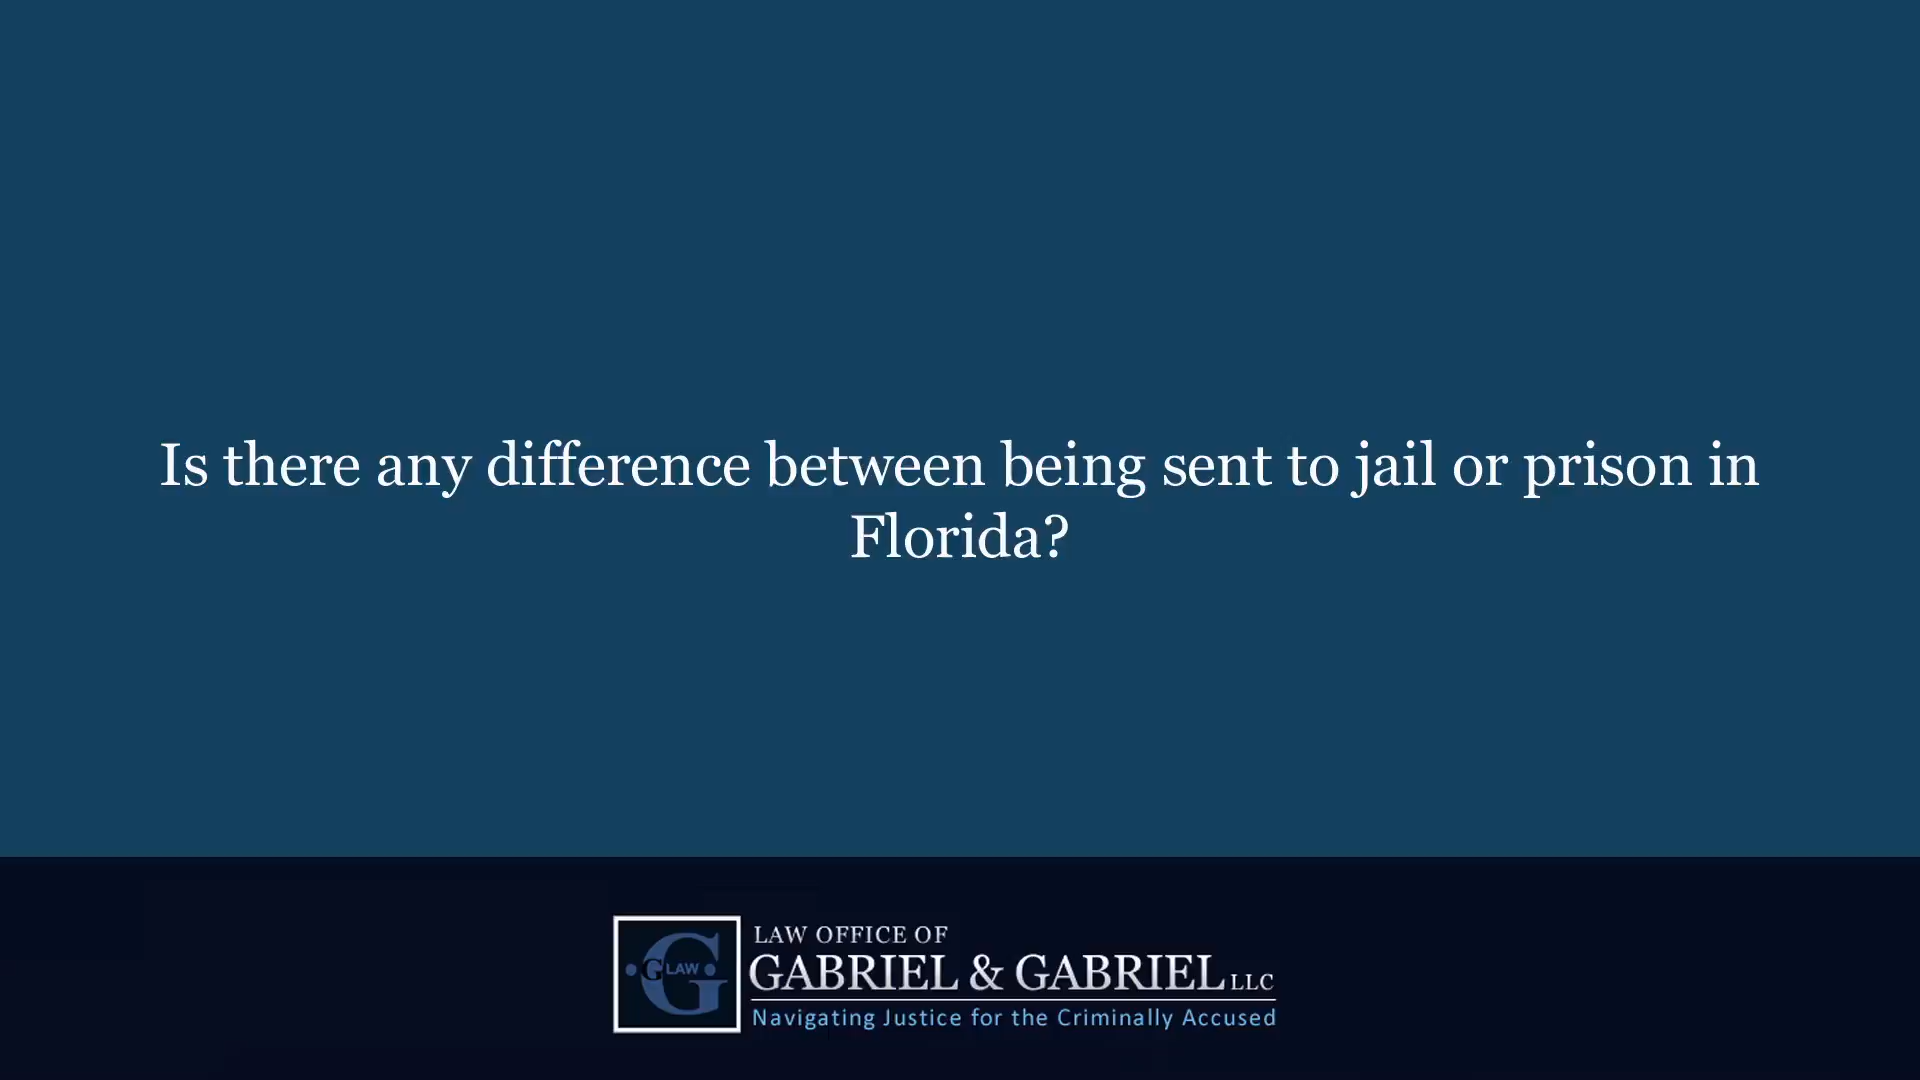 Is there any difference between being sent to jail or prison in
Florida?
G LAW
LAW OFFICE OF
GABRIEL & GABRIEL LLC
Navigating Justice for the Criminally Accused